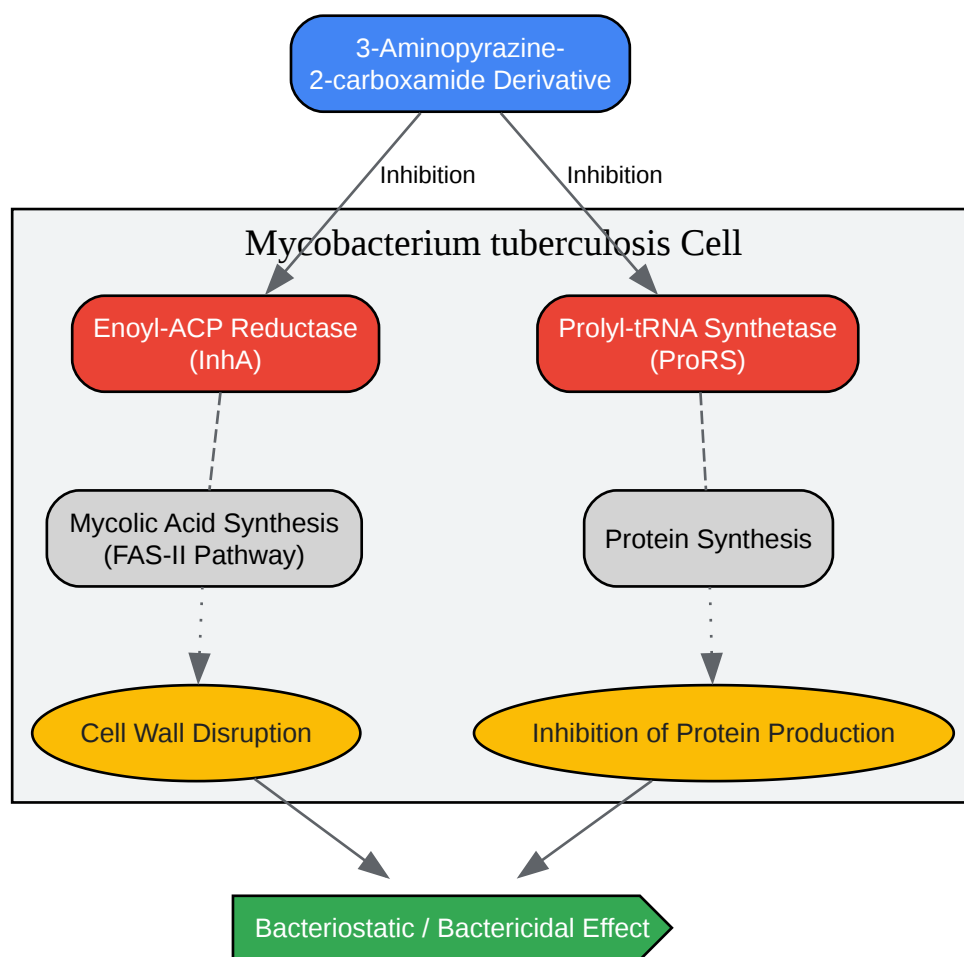 3-Aminopyrazine-
2-carboxamide Derivative
Inhibition
Inhibition
Mycobacterium tuberculosis Cell
Enoyl-ACP Reductase
(InhA)
Prolyl-tRNA Synthetase
(ProRS)
Mycolic Acid Synthesis
(FAS-II Pathway)
Protein Synthesis
Cell Wall Disruption
Inhibition of Protein Production
Bacteriostatic / Bactericidal Effect